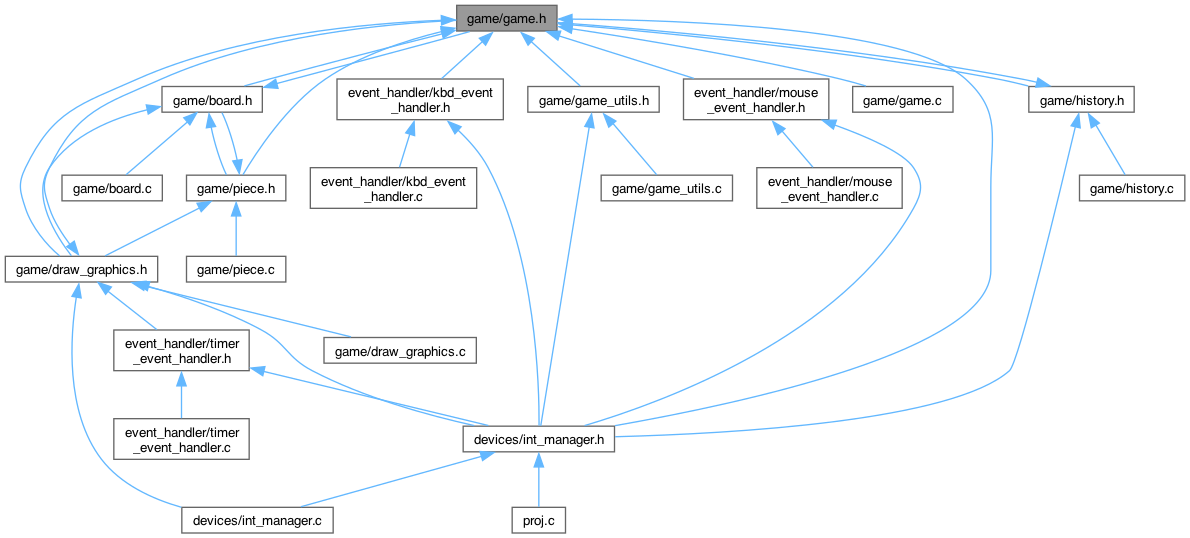 game/game.h
game/board.h
event_handler/kbd_event
_handler.h
game/game_utils.h
event_handler/mouse
_event_handler.h
game/game.c
game/history.h
game/board.c
game/piece.h
event_handler/kbd_event
_handler.c
game/game_utils.c
event_handler/mouse
_event_handler.c
game/history.c
game/draw_graphics.h
game/piece.c
event_handler/timer
_event_handler.h
game/draw_graphics.c
event_handler/timer
_event_handler.c
devices/int_manager.h
devices/int_manager.c
proj.c